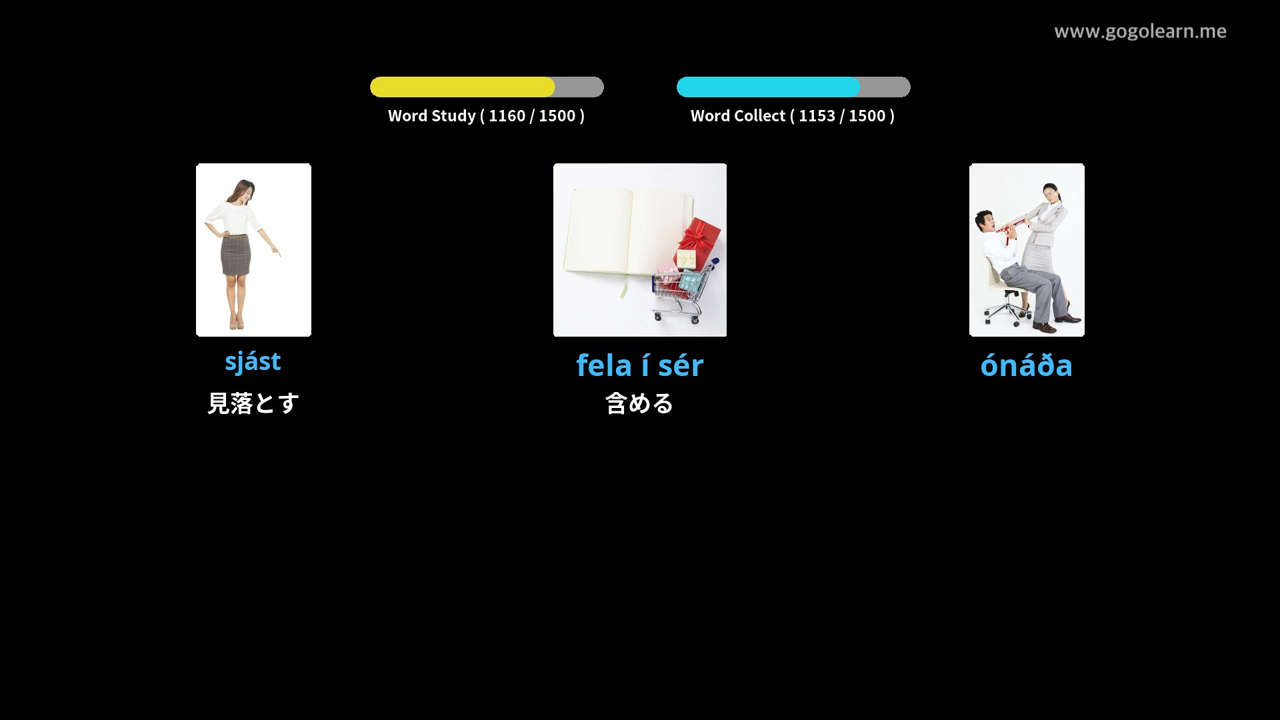 www.gogolearn.me
Word Study ( 1160 / 1500 )
Word Collect ( 1153 / 1500 )
sjást
見落とす
fela í sér
含める
ónáða